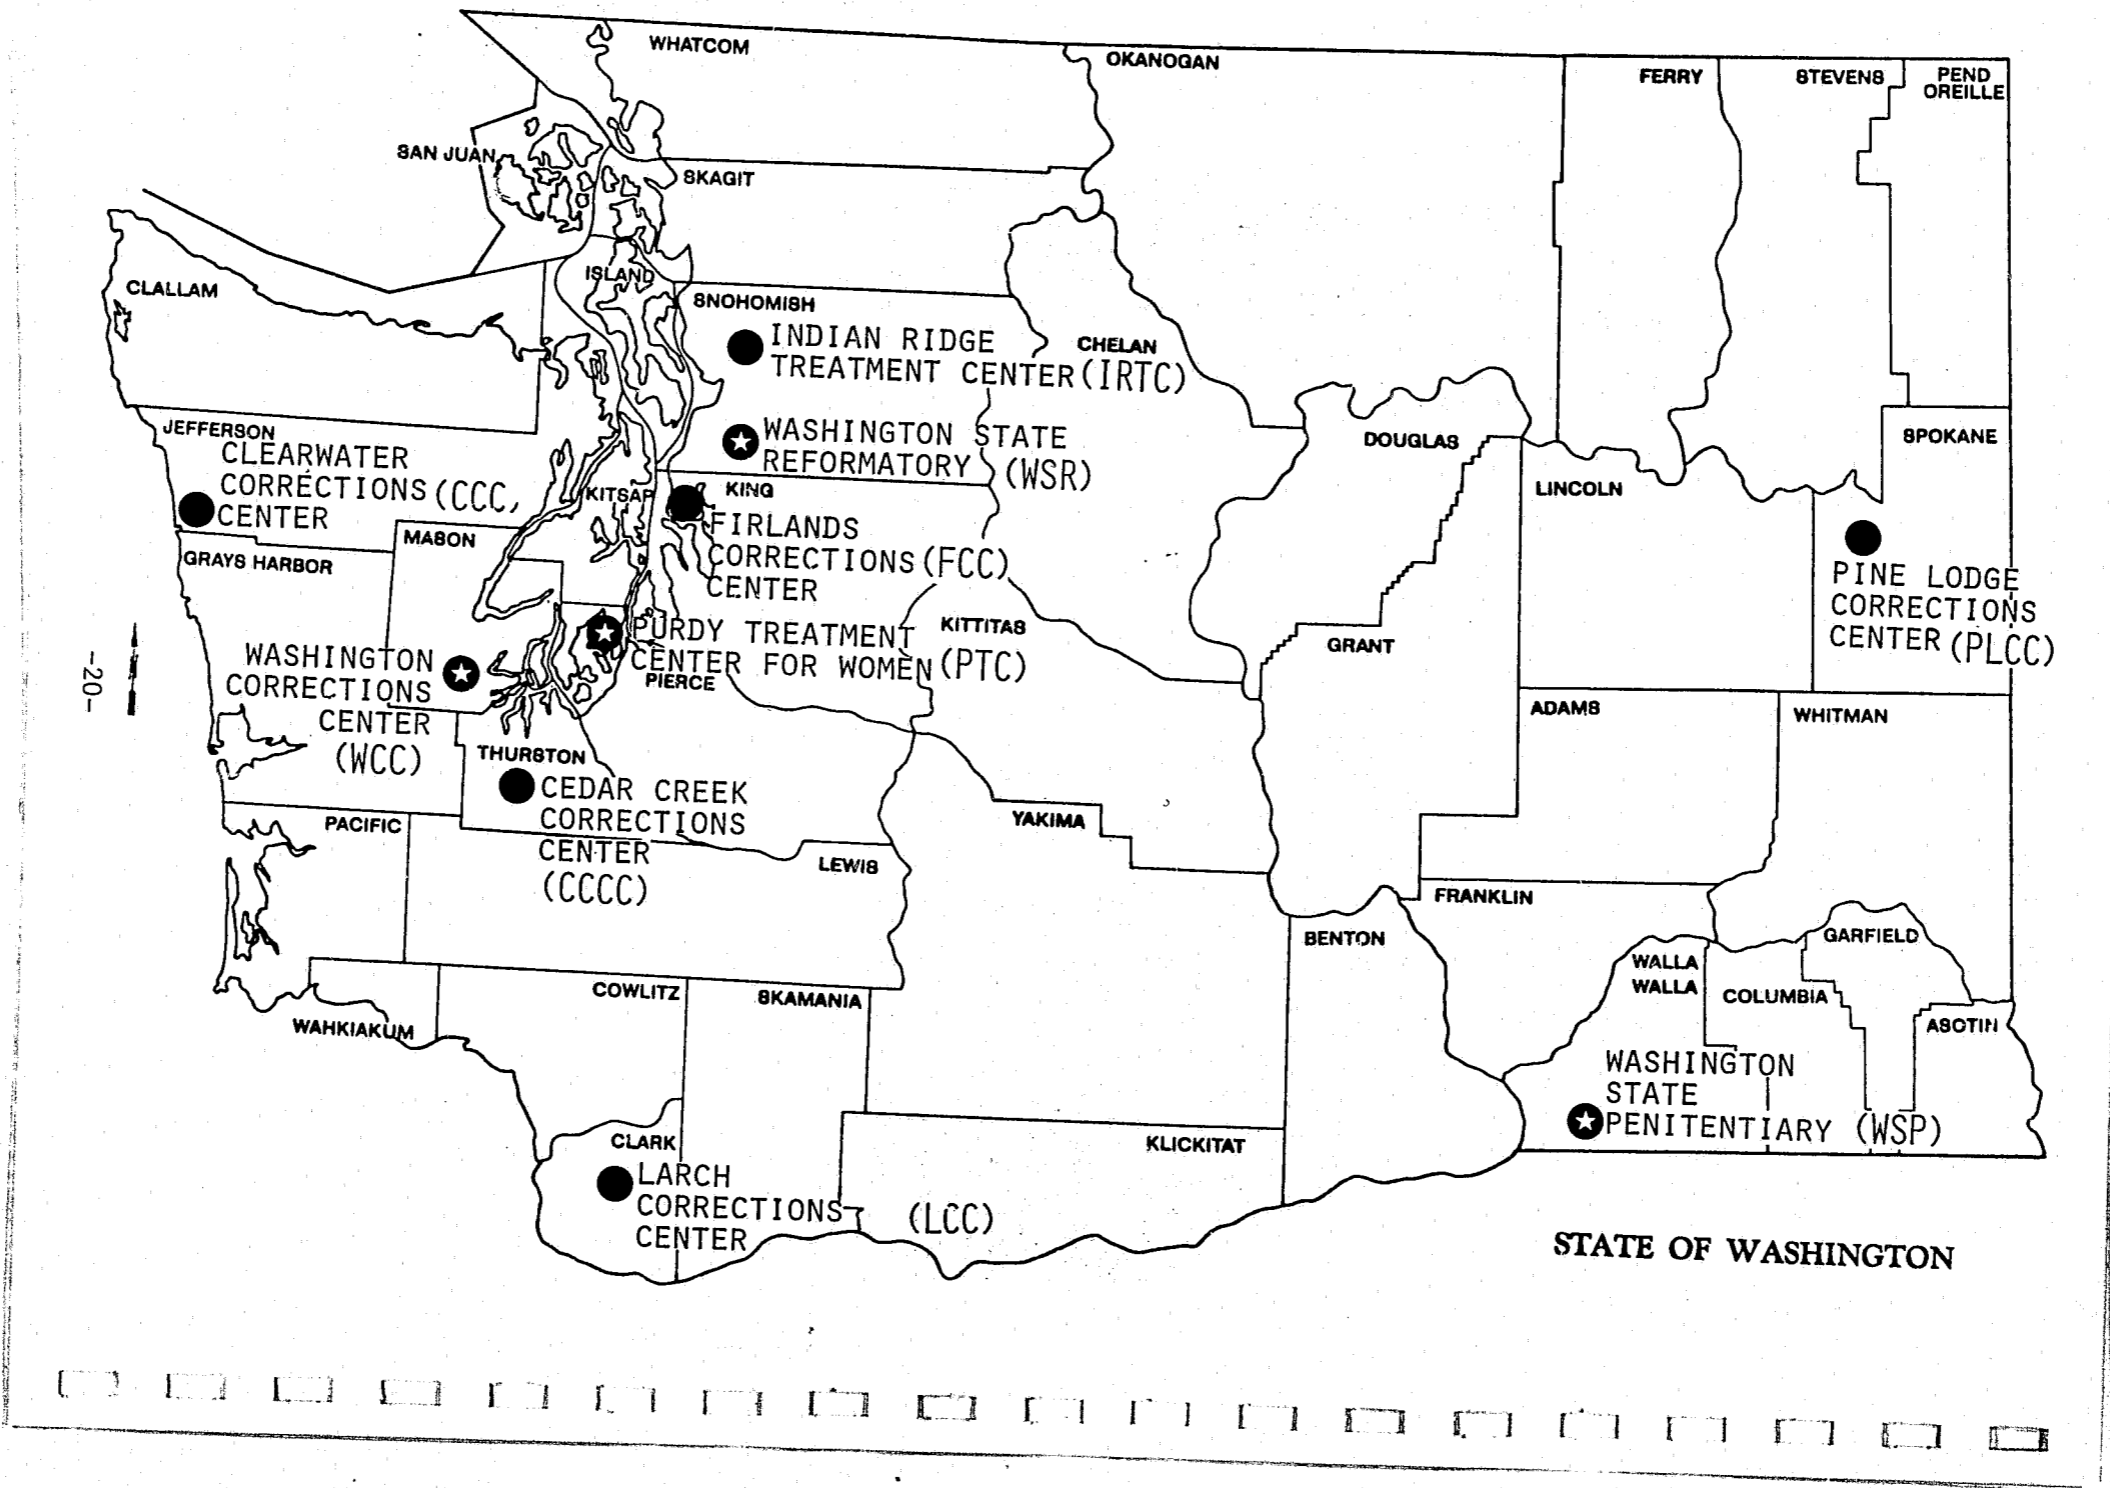 WHATCOM
OKANOGAN
FERRY
STEVENS
PEND
OREILLE
SAN JUAN
SKAGIT
ISLAND
CLALLAM
SNOHOMISH
INDIAN RIDGE
TREATMENT CENTER (IRTC)
CHELAN
JEFFERSON
CLEARWATER
CORRECTIONS (CCC,
CENTER
WASHINGTON STATE
REFORMATORY (WSR)
DOUGLAS
SPOKANE
LINCOLN
KITSAP
KING
FIRLANDS
CORRECTIONS (FCC)
CENTER
MASON
GRAYS HARBOR
PINE LODGE
CORRECTIONS
CENTER (PLCC)
PURDY TREATMENT
CENTER FOR WOMEN (PTC)
PIERCE
KITTITAS
GRANT
WASHINGTON
CORRECTIONS
CENTER
(WCC)
-20-
ADAMS
WHITMAN
THURSTON
CEDAR CREEK
CORRECTIONS
CENTER
(CCCC)
PACIFIC
LEWIS
YAKIMA
FRANKLIN
BENTON
GARFIELD
WALLA
WALLA
COLUMBIA
ASOTIN
COWLITZ
SKAMANIA
WAHKIAKUM
WASHINGTON
STATE
PENITENTIARY (WSP)
CLARK
KLICKITAT
LARCH
CORRECTIONS
CENTER
(LCC)
STATE OF WASHINGTON